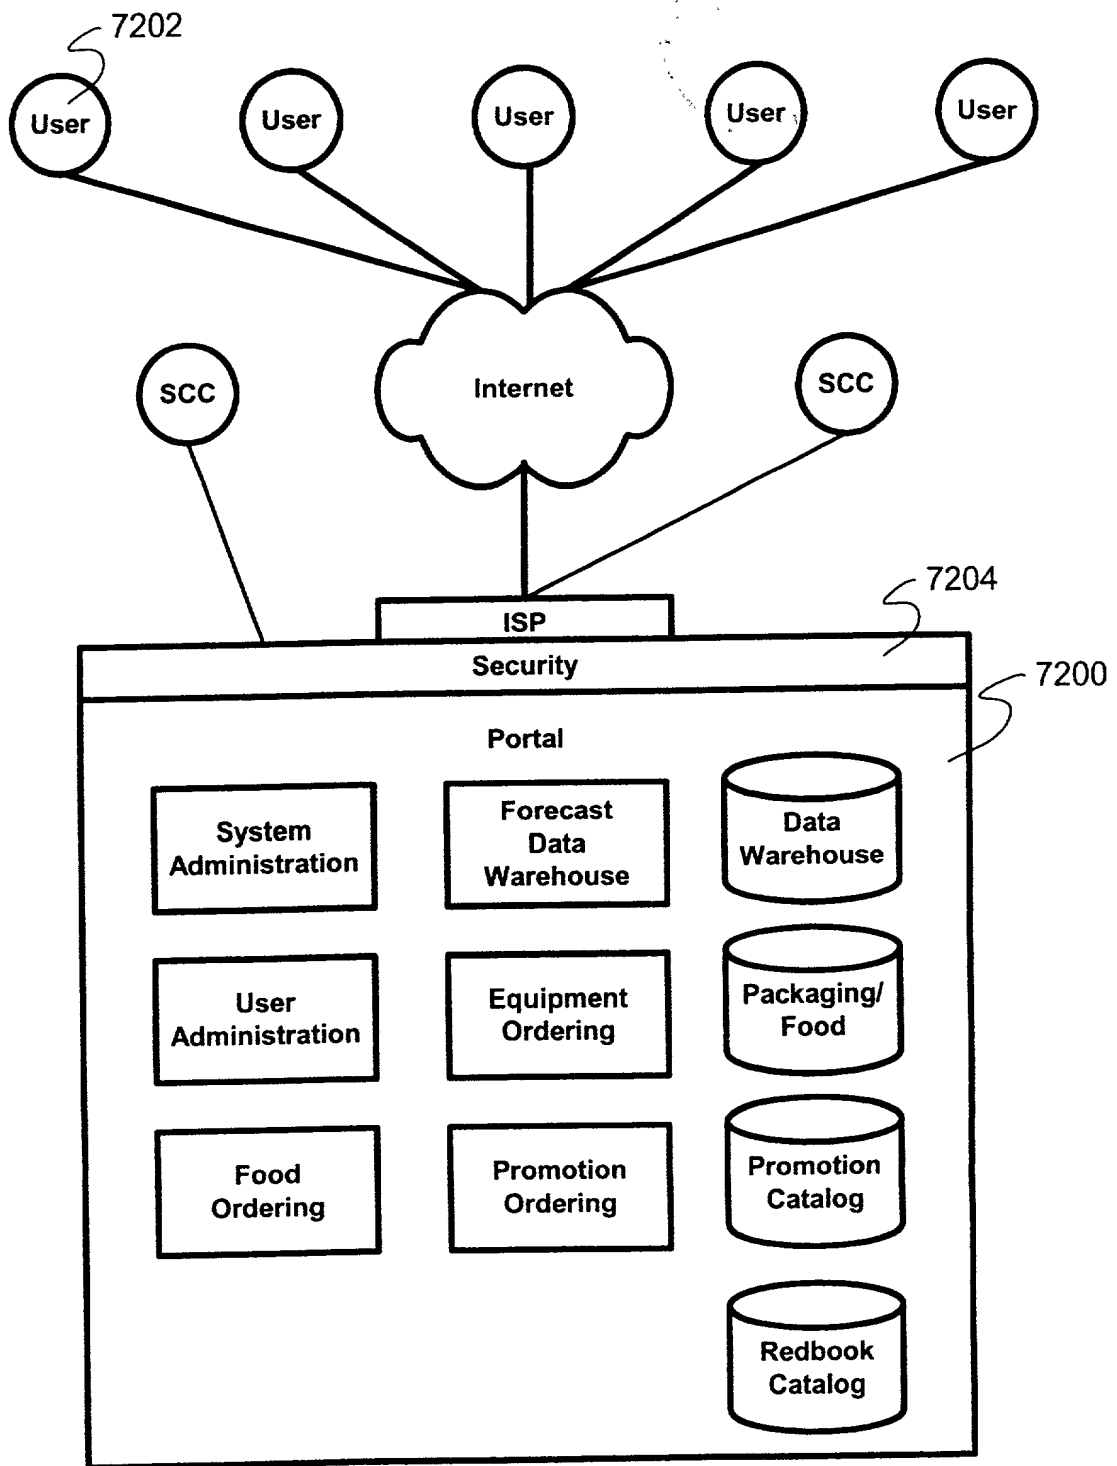 7202
User
User
User
User
User
Internet
SCC
SCC
ISP
7204
Security
7200
Portal
System
Administration
Forecast
Data
Warehouse
Data
Warehouse
User
Administration
Equipment
Ordering
Packaging/
Food
Food
Ordering
Promotion
Ordering
Promotion
Catalog
Redbook
Catalog